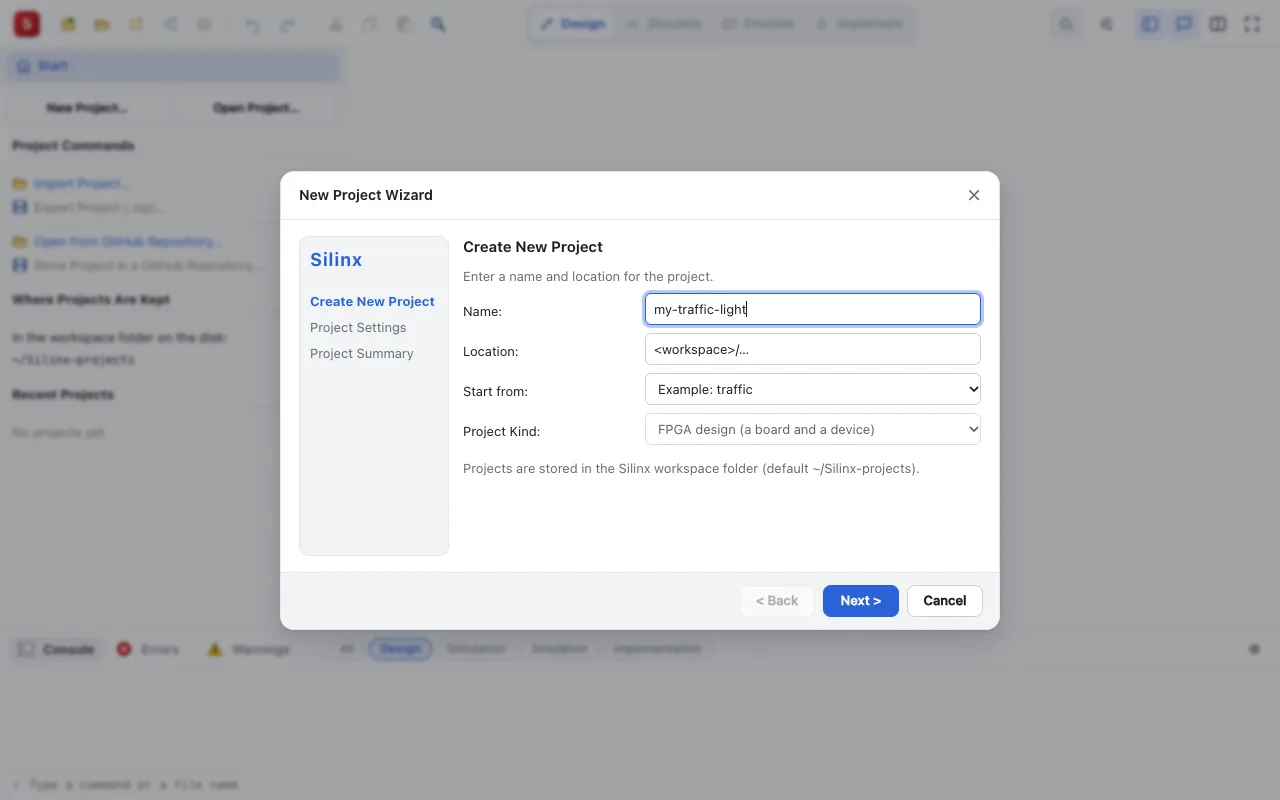 S
Design
Simulate
Emulate
Implement
Start
New Project...
Open Project...
Project Commands
Import Project...
Export Project (.zip)...
Open from GitHub Repository...
Store Project in a GitHub Repository...
Where Projects Are Kept
In the workspace folder on the disk:
~/Silinx-projects
Recent Projects
No projects yet
New Project Wizard
Silinx
Create New Project
Project Settings
Project Summary
Create New Project
Enter a name and location for the project.
Name:
my-traffic-light
Location:
<workspace>/...
Start from:
Example: traffic
Project Kind:
FPGA design (a board and a device)
Projects are stored in the Silinx workspace folder (default ~/Silinx-projects).
< Back
Next >
Cancel
Console
Errors
Warnings
All
Design
Simulation
Emulation
Implementation
› Type a command or a file name